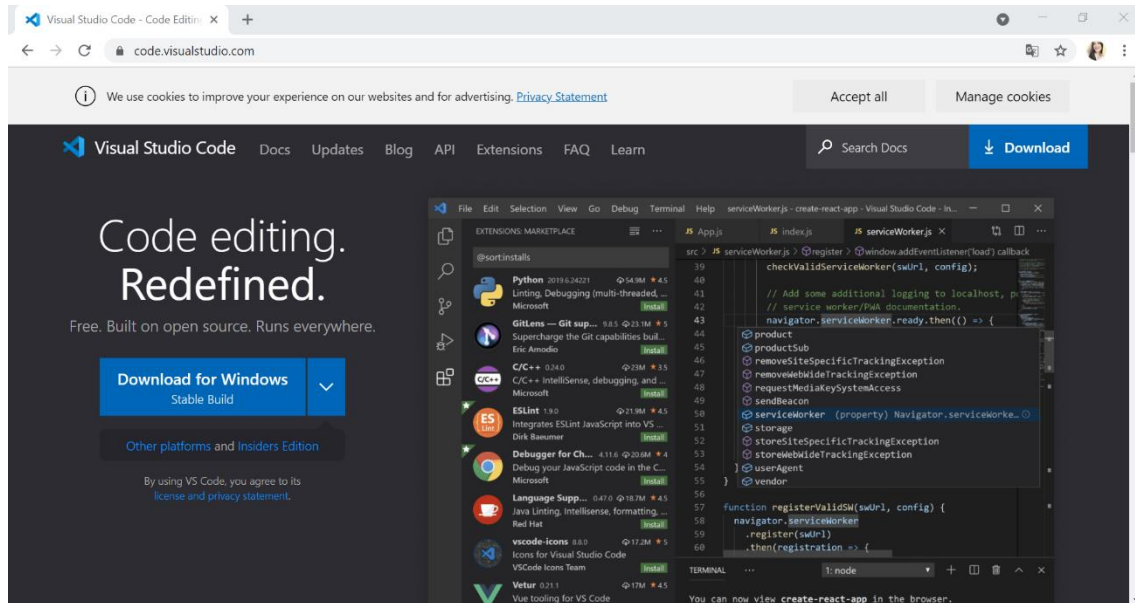 Visual Studio Code - Code Editin
code.visualstudio.com
We use cookies to improve your experience on our websites and for advertising. Privacy Statement
Accept all
Manage cookies
Visual Studio Code Docs Updates Blog API Extensions FAQ Learn
Search Docs
Download
Code editing.
Redefined.
Free. Built on open source. Runs everywhere.
Download for Windows
Stable Build
Other platforms and Insiders Edition
By using VS Code, you agree to its
license and privacy statement.
File Edit Selection View Go Debug Terminal Help serviceWorker.js - create-react-app - Visual Studio Code - In...
EXTENSIONS: MARKETPLACE
@sort:installs
Python 2019.6.24221 54.9M 4.5
Linting, Debugging (multi-threaded, ...
Microsoft Install
GitLens — Git sup... 9.8.5 23.1M 5
Supercharge the Git capabilities buil...
Eric Amodio Install
C/C++ 0.24.0 23M 3.5
C/C++ IntelliSense, debugging, and ...
Microsoft Install
ESLint 1.9.0 21.9M 4.5
Integrates ESLint JavaScript into VS ...
Dirk Baeumer Install
Debugger for Ch... 4.11.6 20.6M 4
Debug your JavaScript code in the C...
Microsoft Install
Language Supp... 0.47.0 18.7M 4.5
Java Linting, Intellisense, formatting, ...
Red Hat Install
vscode-icons 8.8.0 17.2M 5
Icons for Visual Studio Code
VSCode Icons Team Install
Vetur 0.21.1 17M 4.5
Vue tooling for VS Code
C/C++
ES
Lint
JS App.js JS index.js JS serviceWorker.js
src > JS serviceWorker.js > register > window.addEventListener('load') callback
39 checkValidServiceWorker(swUrl, config);
40
41 // Add some additional logging to localhost, p
42 // service worker/PWA documentation.
43 navigator.serviceWorker.ready.then(() => {
44 product
45 productSub
46 removeSiteSpecificTrackingException
47 removeWebWideTrackingException
48 requestMediaKeySystemAccess
49 sendBeacon
50 serviceWorker (property) Navigator.serviceWorke...
51 storage
52 storeSiteSpecificTrackingException
53 storeWebWideTrackingException
54 } userAgent
55 } vendor
56
57 function registerValidSW(swUrl, config) {
58 navigator.serviceWorker
59 .register(swUrl)
60 .then(registration => {
TERMINAL ... 1: node
You can now view create-react-app in the browser.